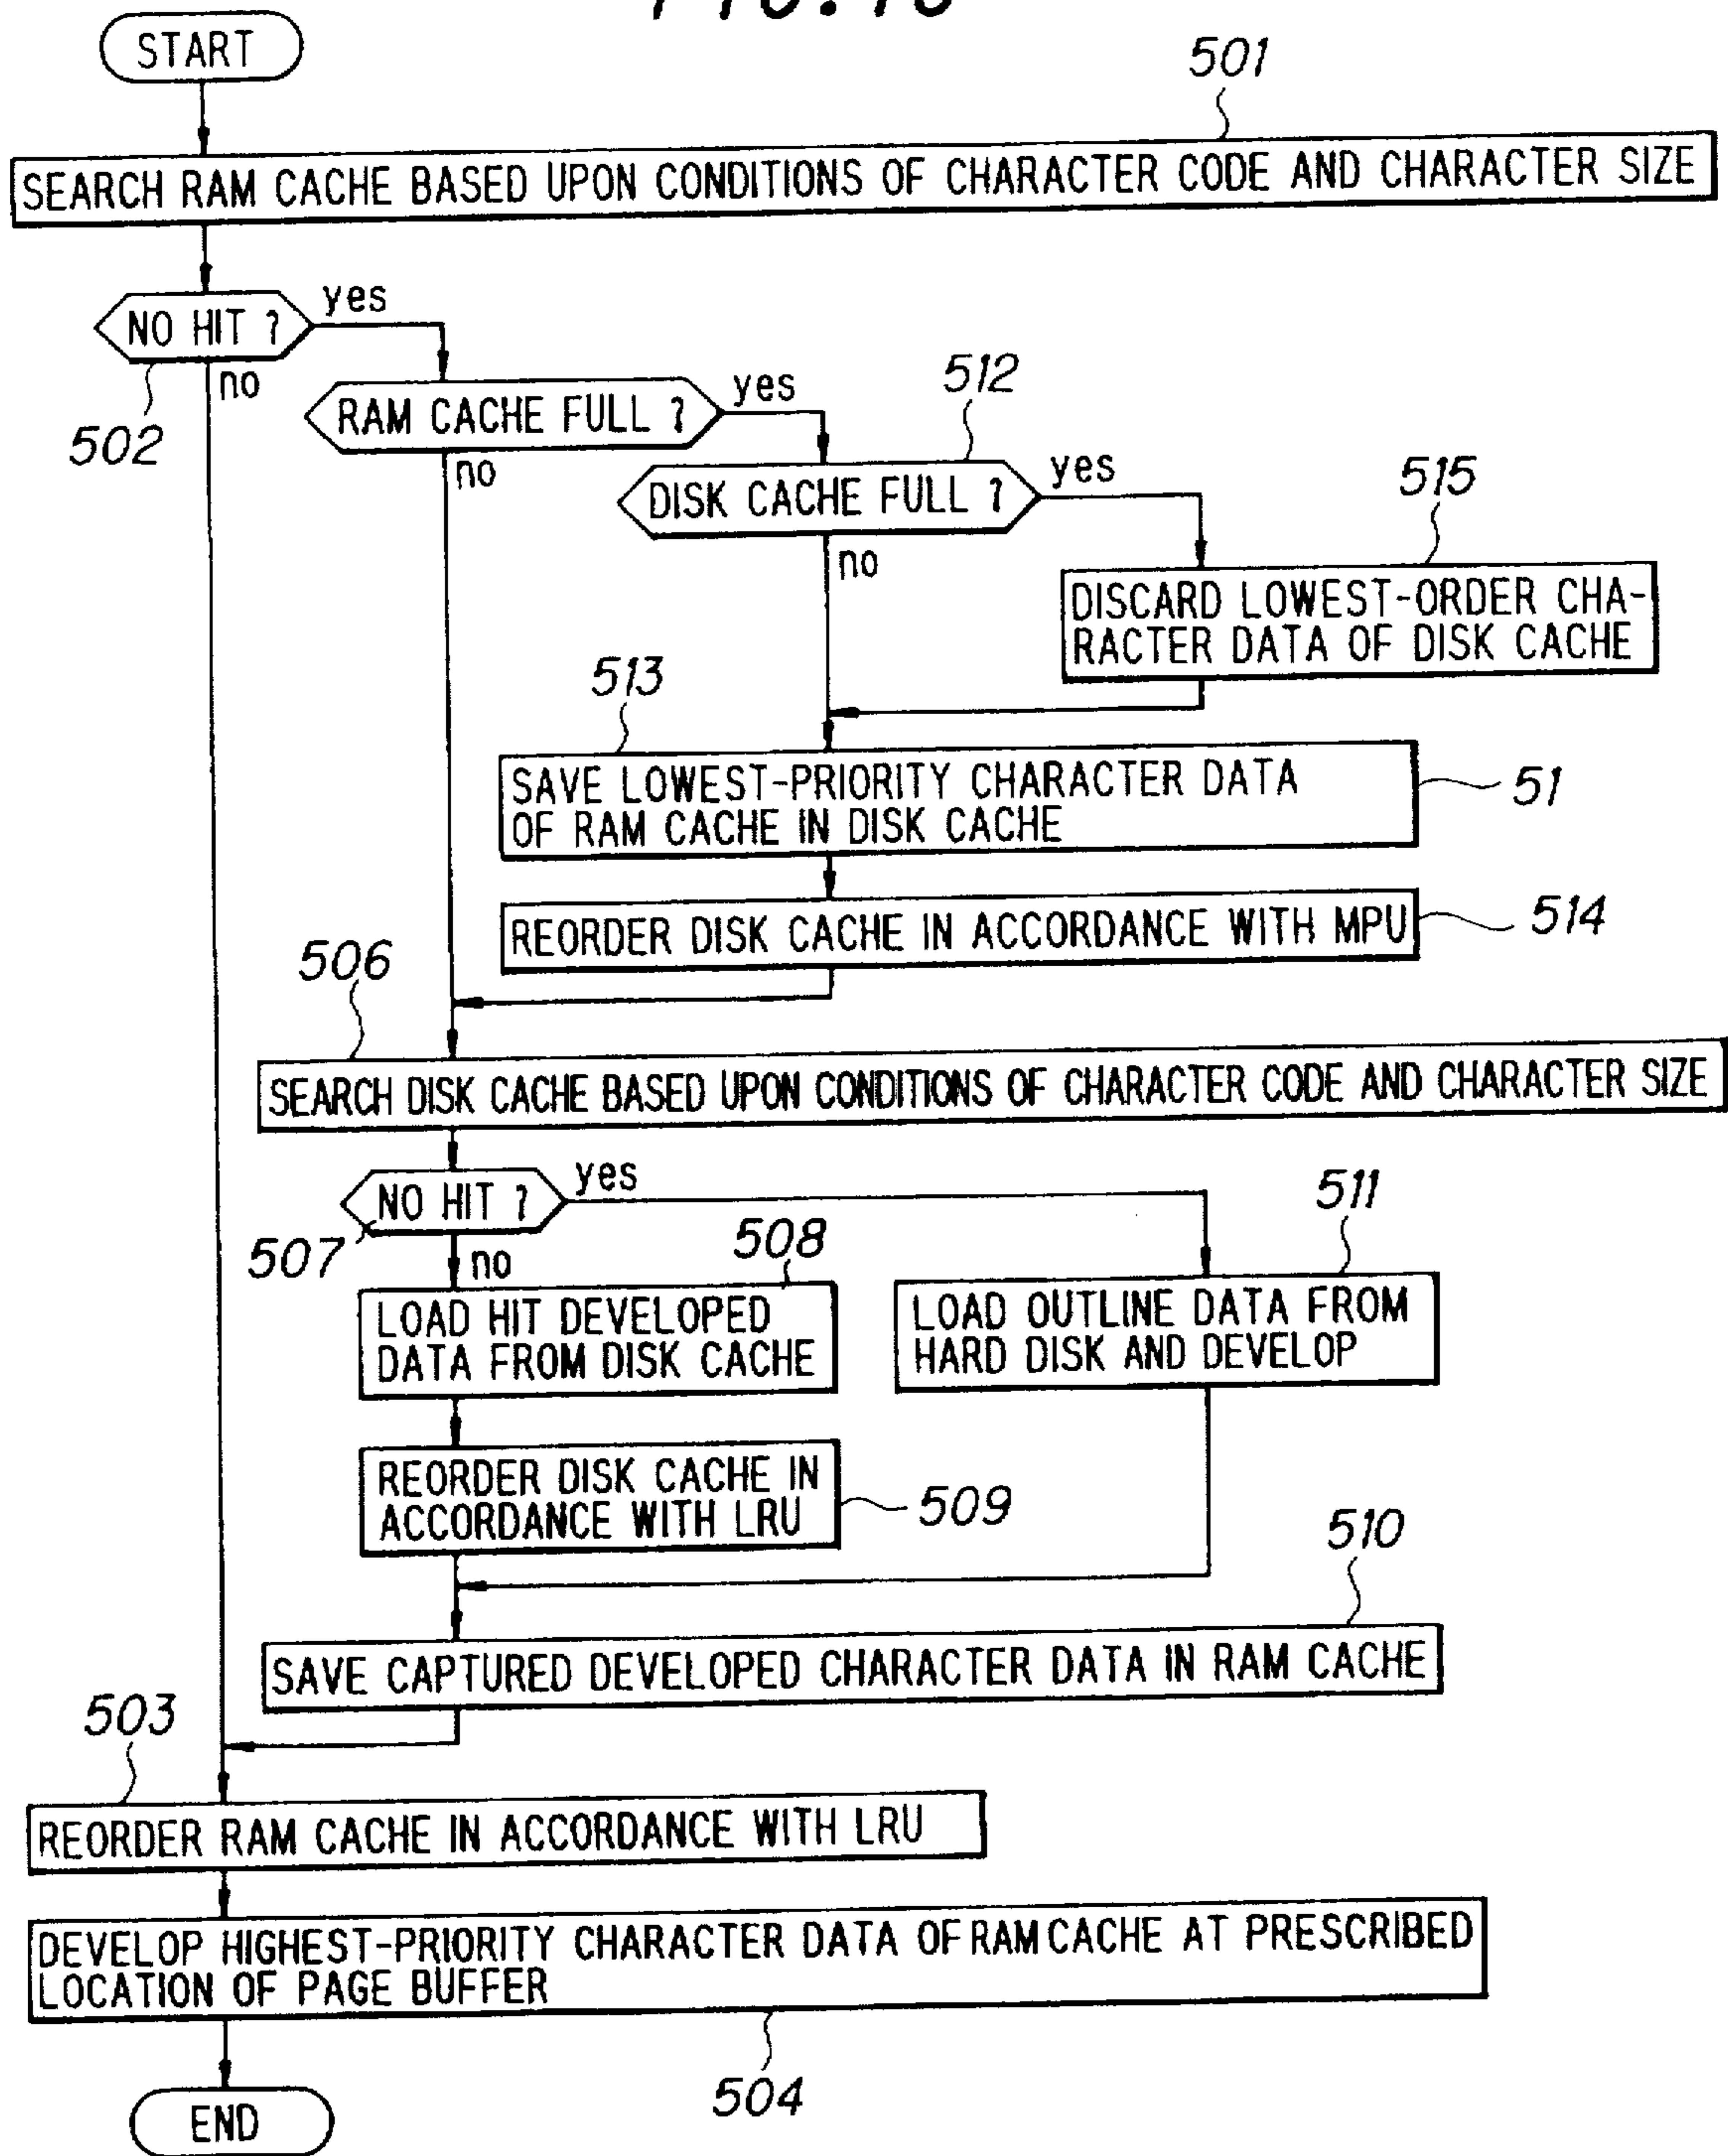 START
501
SEARCH RAM CACHE BASED UPON CONDITIONS OF CHARACTER CODE AND CHARACTER SIZE
NO HIT ?
yes
no
502
RAM CACHE FULL ?
yes
no
512
DISK CACHE FULL ?
yes
no
515
DISCARD LOWEST-ORDER CHA-
RACTER DATA OF DISK CACHE
513
SAVE LOWEST-PRIORITY CHARACTER DATA
OF RAM CACHE IN DISK CACHE
51
REORDER DISK CACHE IN ACCORDANCE WITH MPU
514
506
SEARCH DISK CACHE BASED UPON CONDITIONS OF CHARACTER CODE AND CHARACTER SIZE
NO HIT ?
yes
507
no
508
511
LOAD HIT DEVELOPED
DATA FROM DISK CACHE
LOAD OUTLINE DATA FROM
HARD DISK AND DEVELOP
REORDER DISK CACHE IN
ACCORDANCE WITH LRU
509
510
SAVE CAPTURED DEVELOPED CHARACTER DATA IN RAM CACHE
503
REORDER RAM CACHE IN ACCORDANCE WITH LRU
DEVELOP HIGHEST-PRIORITY CHARACTER DATA OF RAM CACHE AT PRESCRIBED
LOCATION OF PAGE BUFFER
504
END